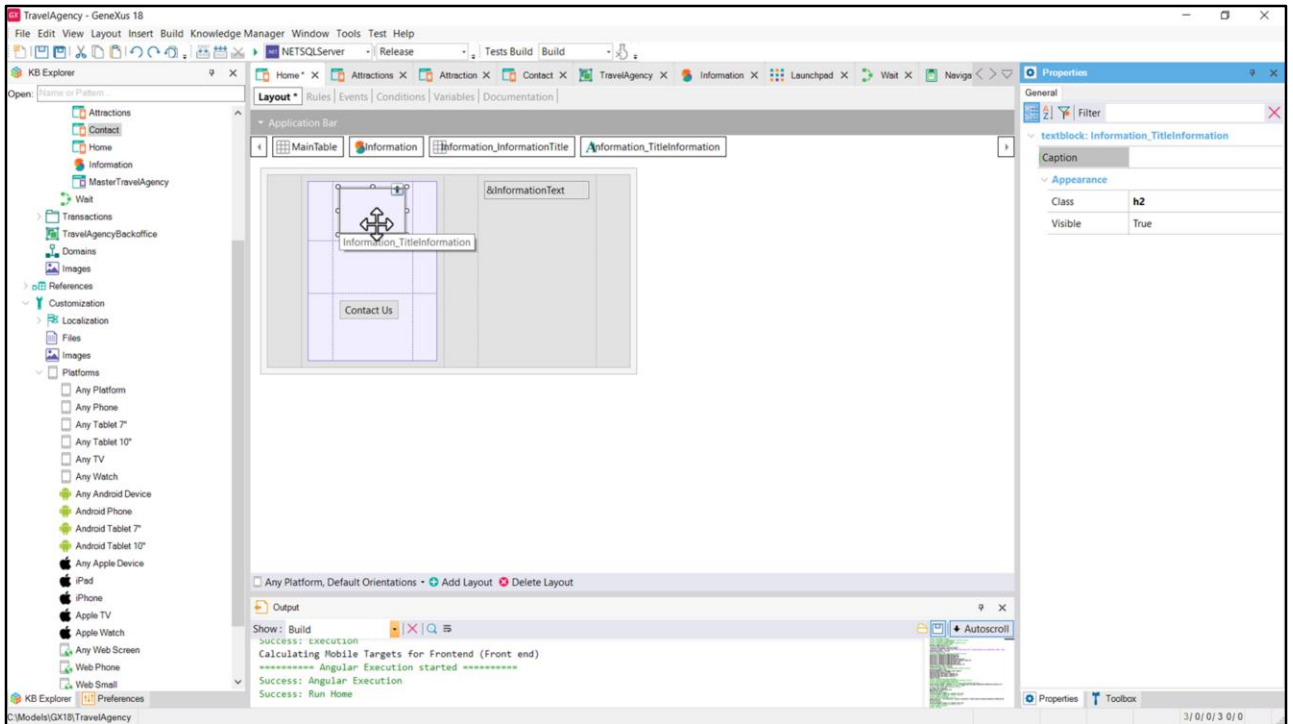 TravelAgency - GeneXus 18
File Edit View Layout Insert Build Knowledge Manager Window Tools Test Help
NETSQLServer Release Tests Build Build
KB Explorer
Open: Name or Pattern
Attractions
Contact
Home
Information
MasterTravelAgency
Wait
Transactions
TravelAgencyBackoffice
Domains
Images
References
Customization
Localization
Files
Images
Platforms
Any Platform
Any Phone
Any Tablet 7"
Any Tablet 10"
Any TV
Any Watch
Any Android Device
Android Phone
Android Tablet 7"
Android Tablet 10"
Any Apple Device
iPad
iPhone
Apple TV
Apple Watch
Any Web Screen
Web Phone
Web Small
KB Explorer Preferences
C:\Models\GX18\TravelAgency
Home* Attractions Attraction Contact TravelAgency Information Launchpad Wait Naviga
Layout * Rules Events Conditions Variables Documentation
Application Bar
MainTable Information Information_InformationTitle Information_TitleInformation
&InformationText
Information_TitleInformation
Contact Us
Any Platform, Default Orientations Add Layout Delete Layout
Output
Show: Build Autoscroll
Success: Execution
Calculating Mobile Targets for Frontend (Front end)
========== Angular Execution started ==========
Success: Angular Execution
Success: Run Home
Properties
General
Filter
textblock: Information_TitleInformation
Caption
Appearance
Class h2
Visible True
Properties Toolbox
3/ 0/ 0/ 3 0/ 0